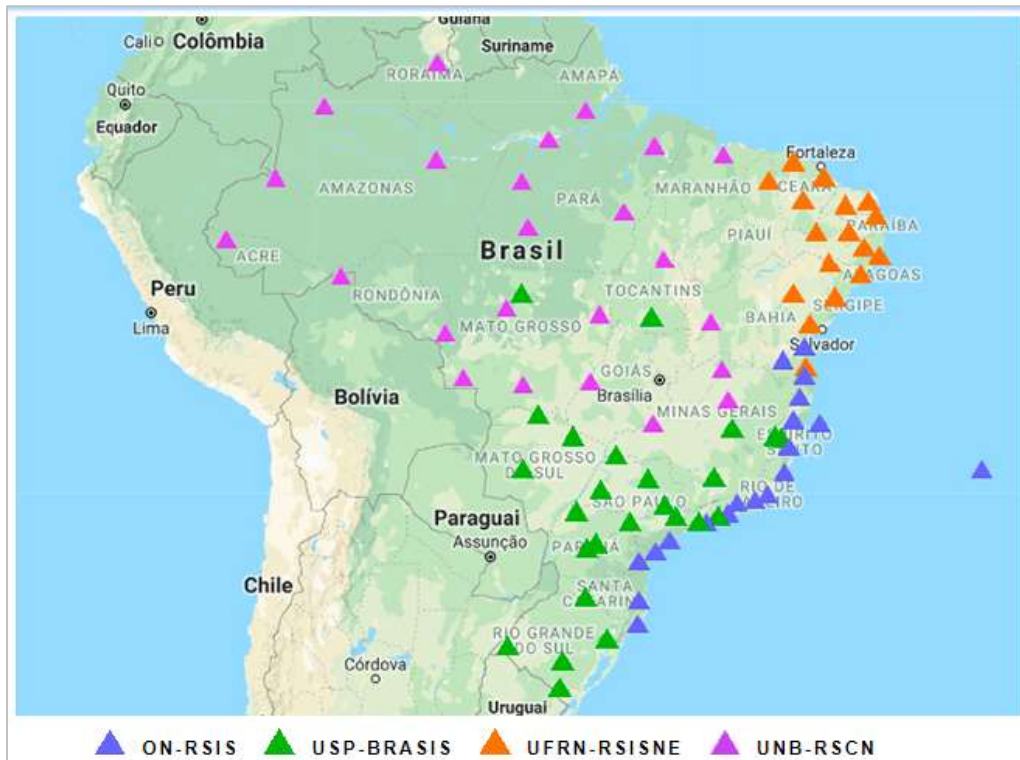 Guiana
Cali
Colômbia
Suriname
RORAIMA
AMAPÁ
Quito
Equador
Fortaleza
AMAZONAS
PARÁ
MARANHÃO
CEARÁ
PIAUÍ
PARAÍBA
Brasil
ACRE
ALAGOAS
Peru
RONDÔNIA
TOCANTINS
SERGIPE
Lima
MATO GROSSO
BAHIA
Salvador
GOIÁS
Bolívia
Brasília
MINAS GERAIS
ESPÍRITO
SANTO
MATO GROSSO
DO SUL
RIO DE
JANEIRO
SÃO PAULO
Paraguai
Assunção
PARANÁ
Chile
SANTA
CATARINA
RIO GRANDE
DO SUL
Córdova
Uruguai
ON-RSIS USP-BRASIS UFRN-RSISNE UNB-RSCN